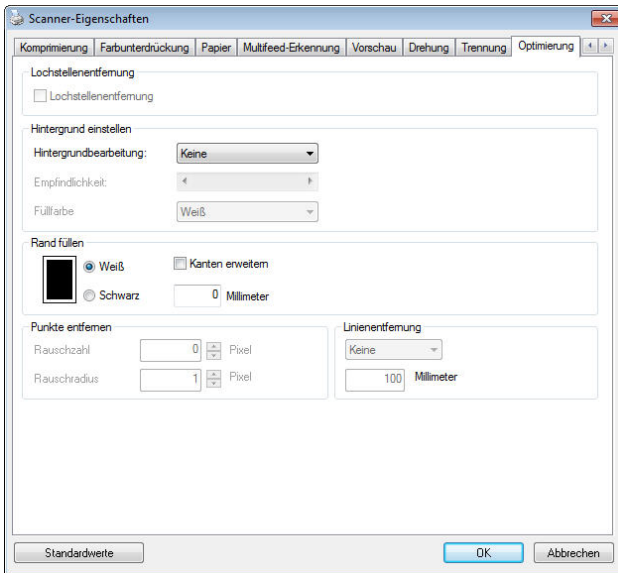 Scanner-Eigenschaften
Komprimierung Farbunterdrückung Papier Multifeed-Erkennung Vorschau Drehung Trennung Optimierung
Lochstellenentfernung
Lochstellenentfernung
Hintergrund einstellen
Hintergrundbearbeitung: Keine
Empfindlichkeit:
Füllfarbe Weiß
Rand füllen
Weiß Kanten erweitern
Schwarz 0 Millimeter
Punkte entfernen Linienentfernung
Rauschzahl 0 Pixel Keine
Rauschradius 1 Pixel 100 Millimeter
Standardwerte OK Abbrechen